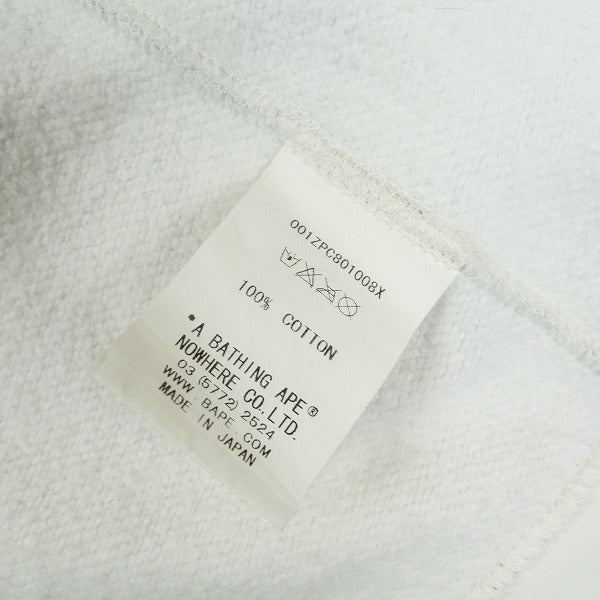 001ZPC801008X
100% COTTON
*A BATHING APE®
NOWHERE CO.LTD.
03 (5772) 2524
WWW.BAPE.COM
MADE IN JAPAN